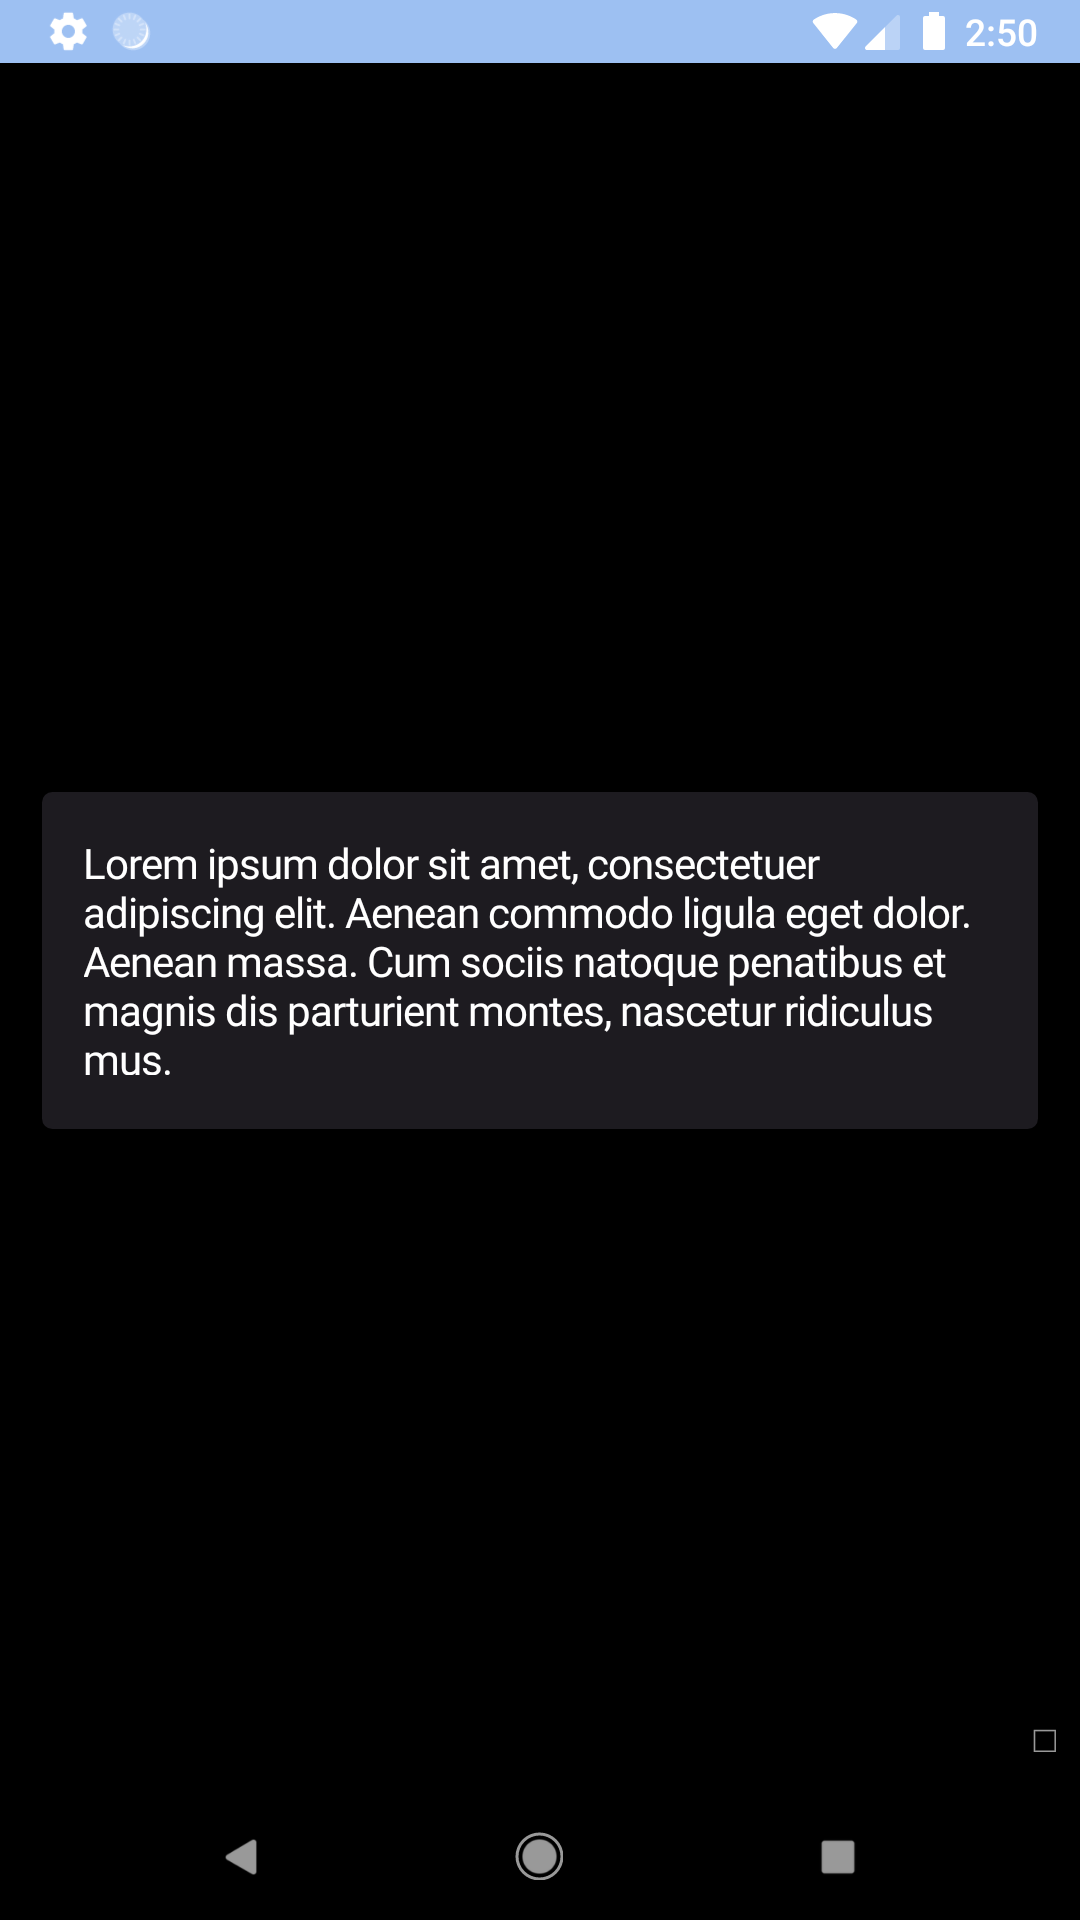 2:50
Lorem ipsum dolor sit amet, consectetuer
adipiscing elit. Aenean commodo ligula eget dolor.
Aenean massa. Cum sociis natoque penatibus et
magnis dis parturient montes, nascetur ridiculus
mus.